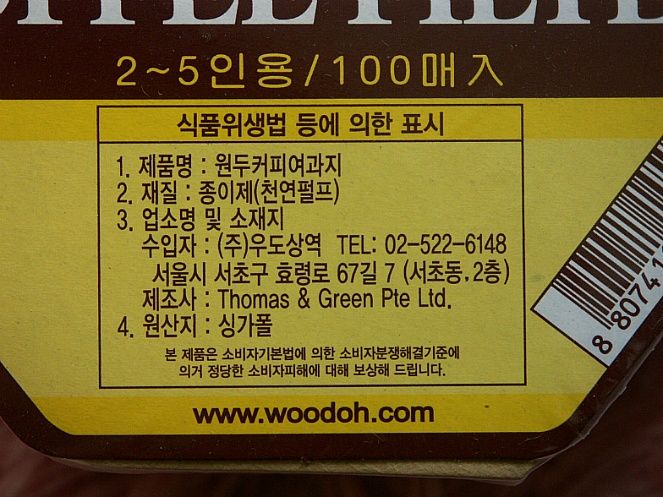 2~5인용/100매入
식품위생법 등에 의한 표시
1. 제품명 : 원두커피여과지
2. 재질 : 종이제(천연펄프)
3. 업소명 및 소재지
수입자 : (주)우도상역 TEL: 02-522-6148
서울시 서초구 효령로 67길 7 (서초동, 2층)
제조사 : Thomas & Green Pte Ltd.
4. 원산지 : 싱가폴
본 제품은 소비자기본법에 의한 소비자분쟁해결기준에
의거 정당한 소비자피해에 대해 보상해 드립니다.
www.woodoh.com